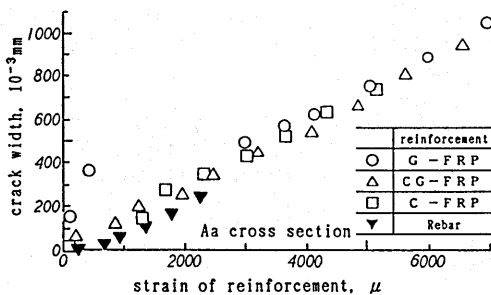 1000
800
600
400
200
0
crack width, 10⁻³mm
0 2000 4000 6000
strain of reinforcement, μ
Aa cross section
reinforcement
○ G-FRP
△ CG-FRP
□ C-FRP
▼ Rebar